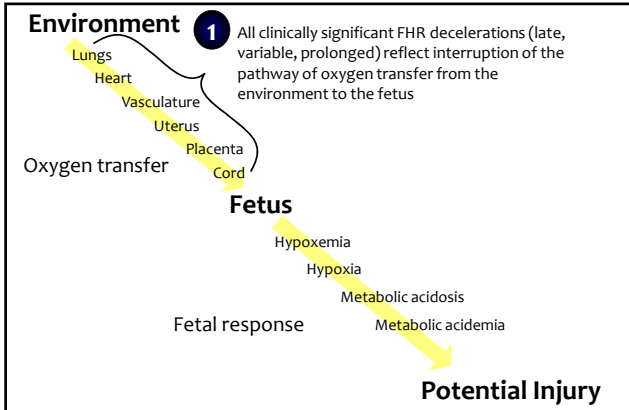 Environment
1
All clinically significant FHR decelerations (late,
variable, prolonged) reflect interruption of the
pathway of oxygen transfer from the
environment to the fetus
Lungs
Heart
Vasculature
Uterus
Placenta
Cord
Oxygen transfer
Fetus
Hypoxemia
Hypoxia
Metabolic acidosis
Metabolic acidemia
Fetal response
Potential Injury